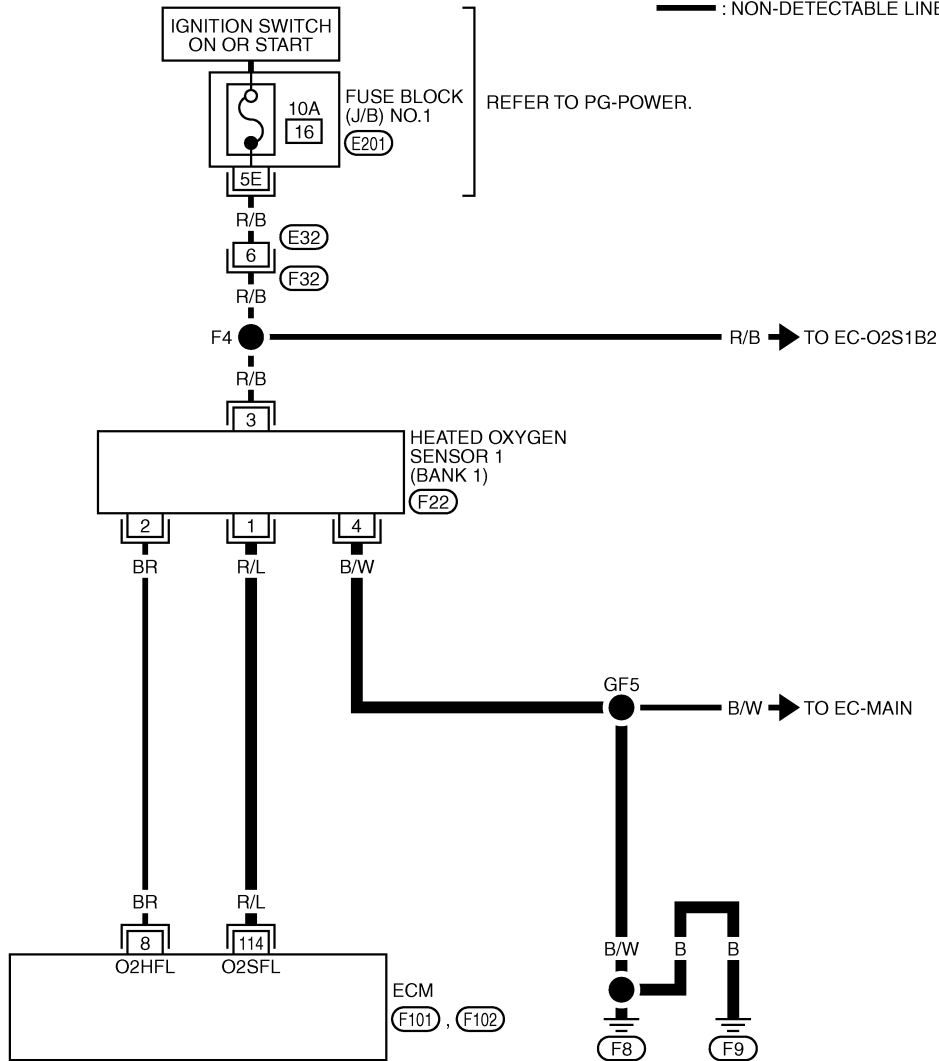 IGNITION SWITCH
ON OR START
: NON-DETECTABLE LINE
10A
16
FUSE BLOCK
(J/B) NO.1
E201
REFER TO PG-POWER.
5E
R/B
E32
6
F32
R/B
F4
R/B
TO EC-O2S1B2
R/B
3
HEATED OXYGEN
SENSOR 1
(BANK 1)
F22
2
1
4
BR
R/L
B/W
GF5
B/W
TO EC-MAIN
BR
R/L
8
114
B/W
B
B
O2HFL
O2SFL
ECM
F101 , F102
F8
F9